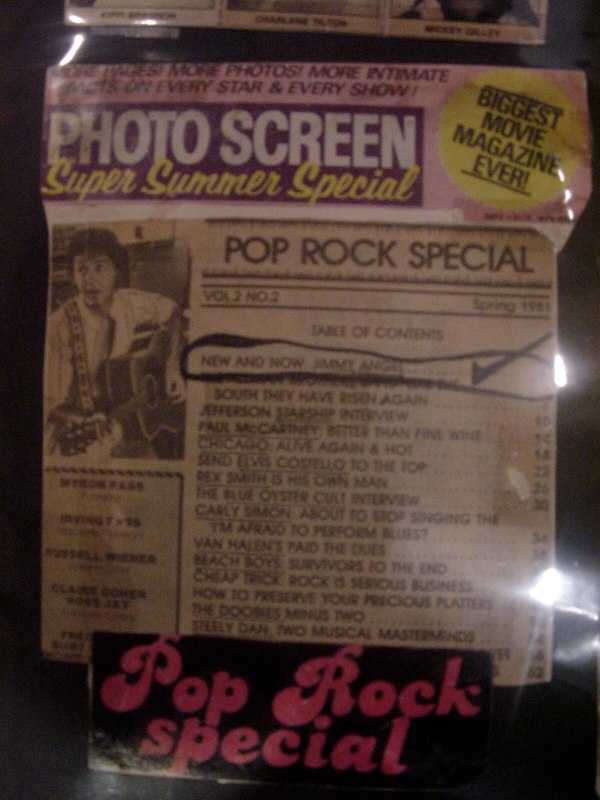 CHARLENE TILTON
MICKEY GILLEY
MORE PAGES! MORE PHOTOS! MORE INTIMATE
FACTS ON EVERY STAR & EVERY SHOW!
PHOTO SCREEN
Super Summer Special
BIGGEST
MOVIE
MAGAZINE
EVER!
POP ROCK SPECIAL
VOL.2 NO.2
Spring 1981
TABLE OF CONTENTS
NEW AND NOW: JIMMY ANGEL
SOUTH THEY HAVE RISEN AGAIN
JEFFERSON STARSHIP INTERVIEW
PAUL McCARTNEY: BETTER THAN FINE WINE
CHICAGO: ALIVE AGAIN & HOT
SEND ELVIS COSTELLO TO THE TOP
REX SMITH IS HIS OWN MAN
THE BLUE OYSTER CULT INTERVIEW
CARLY SIMON: ABOUT TO STOP SINGING THE
"I'M AFRAID TO PERFORM BLUES?
VAN HALEN'S PAID THE DUES
BEACH BOYS: SURVIVORS TO THE END
CHEAP TRICK: ROCK IS SERIOUS BUSINESS
HOW TO PRESERVE YOUR PRECIOUS PLATTERS
THE DOOBIES MINUS TWO
STEELY DAN: TWO MUSICAL MASTERMINDS
MYRON FASS
RUSSELL WIENER
CLAIRE COHEN
ROSS JAY
Pop Rock
special